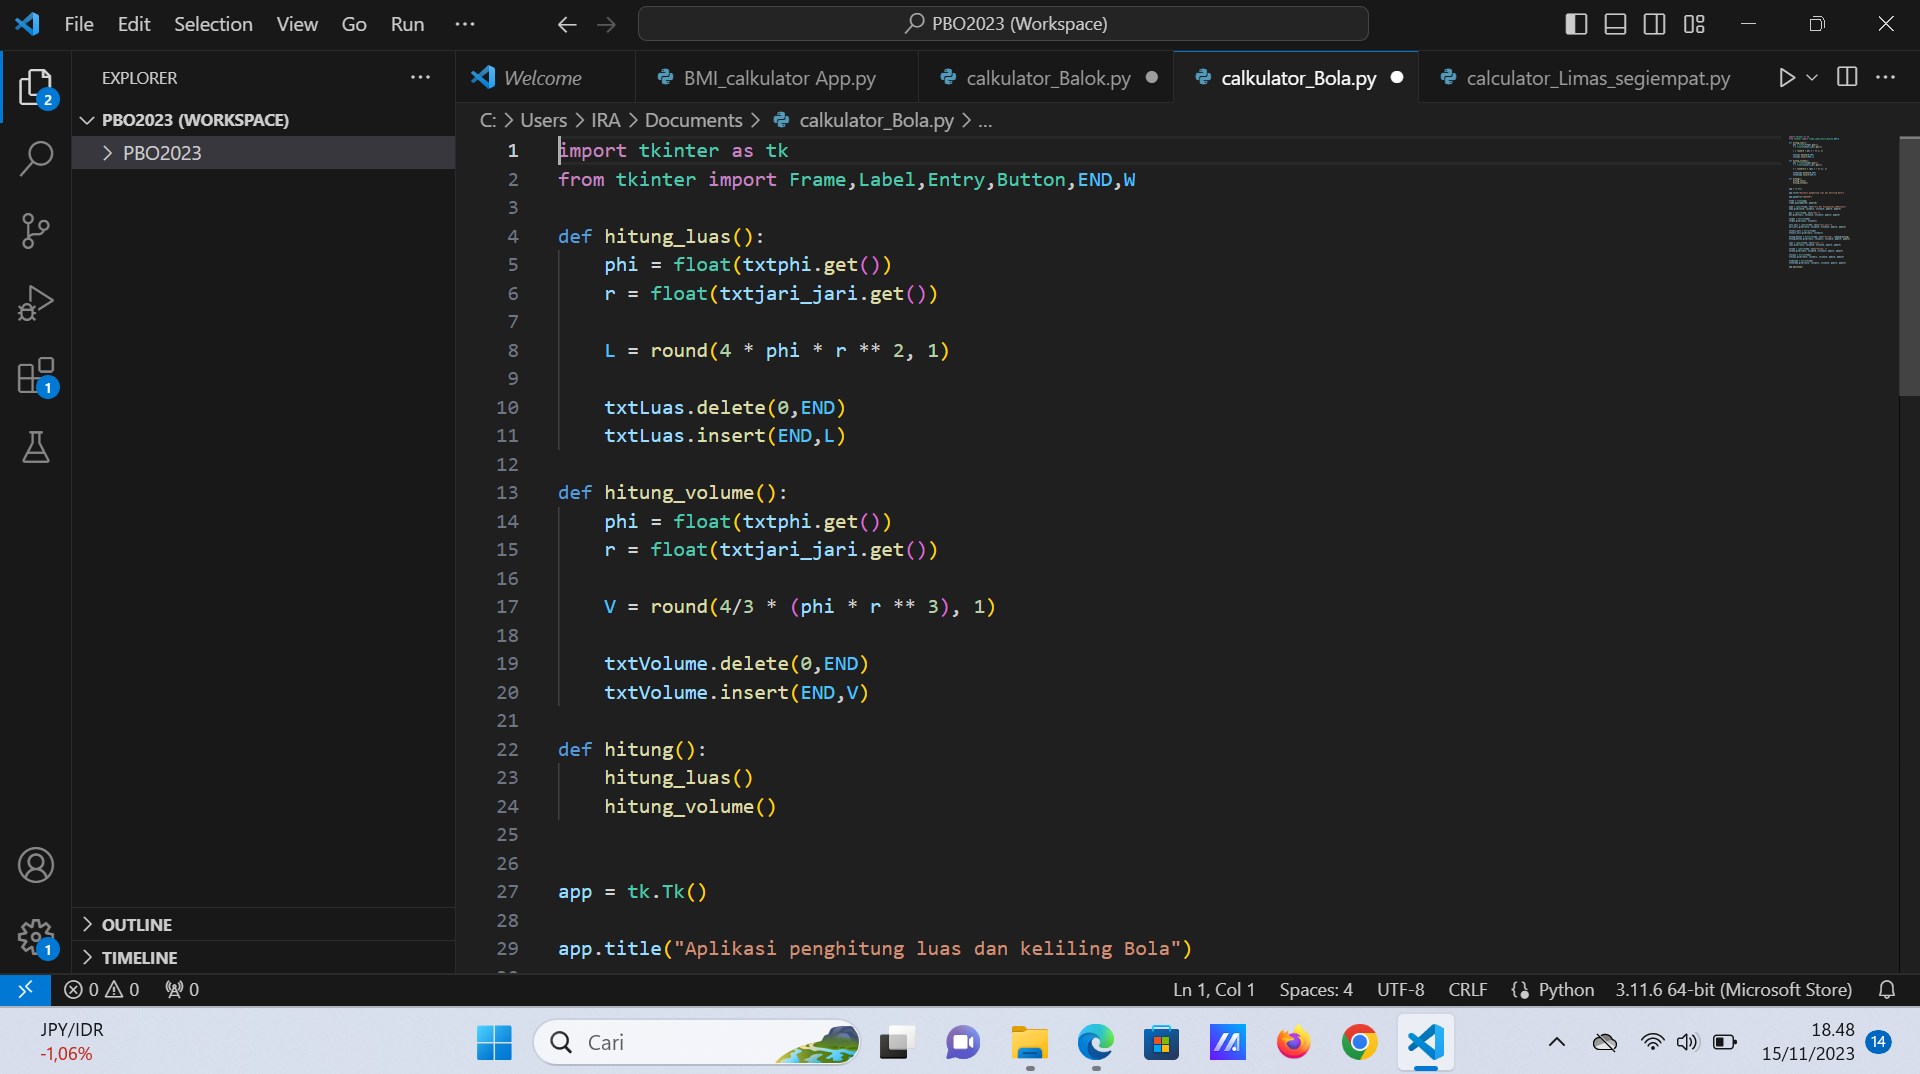 File Edit Selection View Go Run ··· PBO2023 (Workspace)
EXPLORER
PBO2023 (WORKSPACE)
PBO2023
OUTLINE
TIMELINE
2
1
1
Welcome BMI_calkulator App.py calkulator_Balok.py calkulator_Bola.py calculator_Limas_segiempat.py
C: > Users > IRA > Documents > calkulator_Bola.py > ...
1 import tkinter as tk
2 from tkinter import Frame,Label,Entry,Button,END,W
3
4 def hitung_luas():
5 phi = float(txtphi.get())
6 r = float(txtjari_jari.get())
7
8 L = round(4 * phi * r ** 2, 1)
9
10 txtLuas.delete(0,END)
11 txtLuas.insert(END,L)
12
13 def hitung_volume():
14 phi = float(txtphi.get())
15 r = float(txtjari_jari.get())
16
17 V = round(4/3 * (phi * r ** 3), 1)
18
19 txtVolume.delete(0,END)
20 txtVolume.insert(END,V)
21
22 def hitung():
23 hitung_luas()
24 hitung_volume()
25
26
27 app = tk.Tk()
28
29 app.title("Aplikasi penghitung luas dan keliling Bola")
0 0 0 Ln 1, Col 1 Spaces: 4 UTF-8 CRLF Python 3.11.6 64-bit (Microsoft Store)
JPY/IDR
-1,06%
Cari
18.48
15/11/2023
14